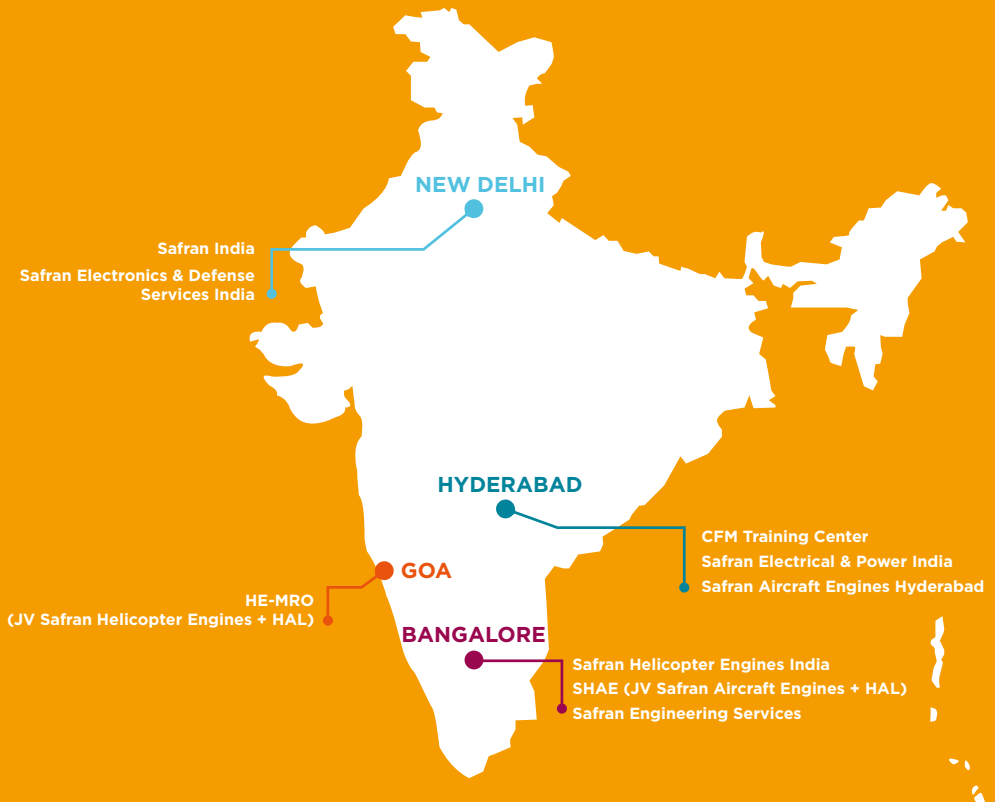 NEW DELHI
Safran India
Safran Electronics & Defense
Services India
HYDERABAD
CFM Training Center
Safran Electrical & Power India
Safran Aircraft Engines Hyderabad
GOA
HE-MRO
(JV Safran Helicopter Engines + HAL)
BANGALORE
Safran Helicopter Engines India
SHAE (JV Safran Aircraft Engines + HAL)
Safran Engineering Services